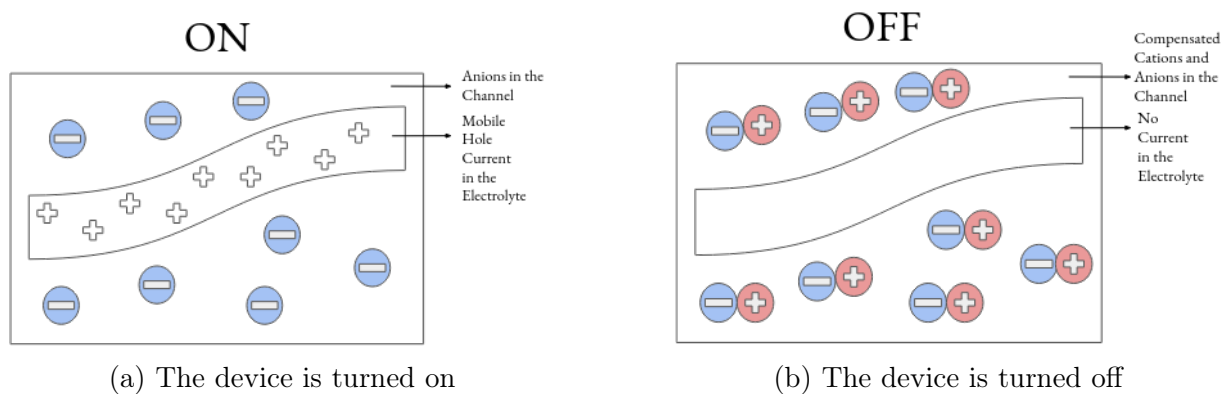 ON
Anions in the
Channel
Mobile
Hole
Current
in the
Electrolyte
(a) The device is turned on
OFF
Compensated
Cations and
Anions in the
Channel
No
Current
in the
Electrolyte
(b) The device is turned off